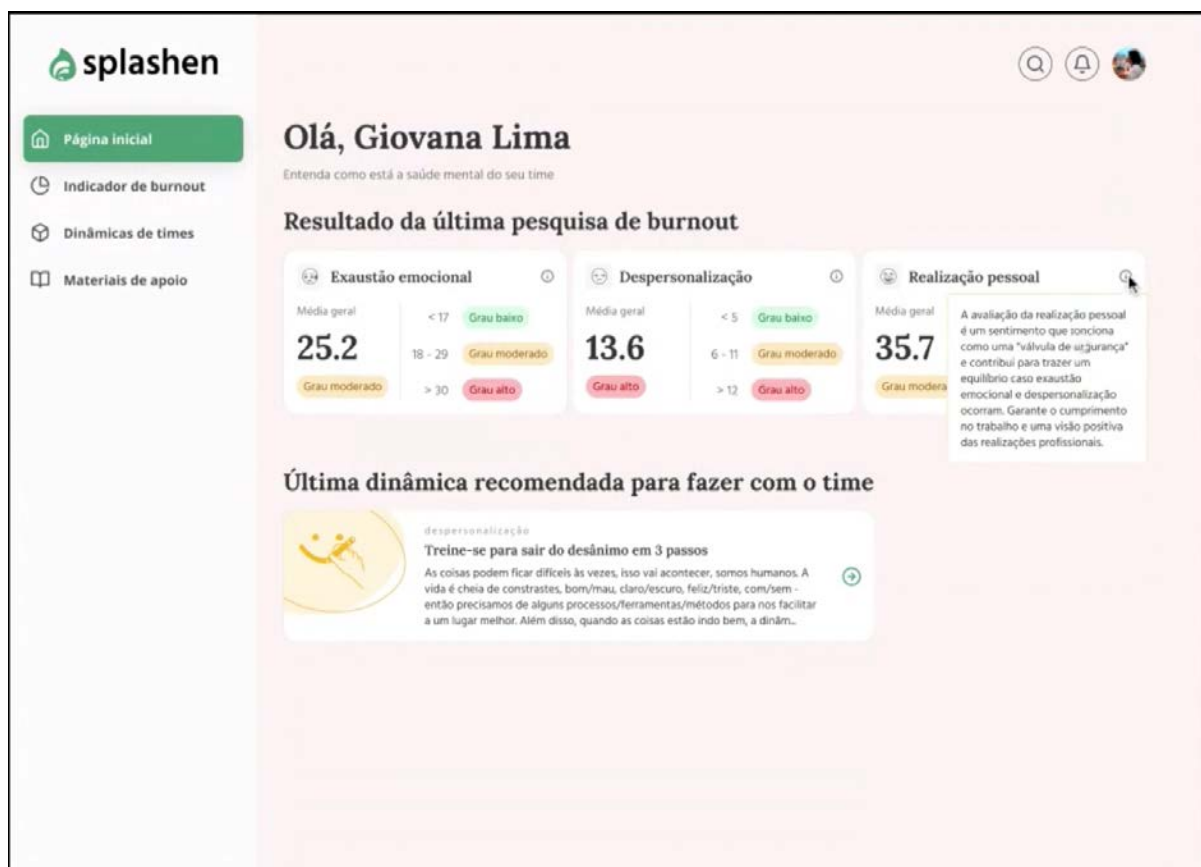 splashen
Página inicial
Indicador de burnout
Dinâmicas de times
Materiais de apoio
Olá, Giovana Lima
Entenda como está a saúde mental do seu time
Resultado da última pesquisa de burnout
Exaustão emocional
Média geral
25.2
Grau moderado
< 17 Grau baixo
18 - 29 Grau moderado
> 30 Grau alto
Despersonalização
Média geral
13.6
Grau alto
< 5 Grau baixo
6 - 11 Grau moderado
> 12 Grau alto
Realização pessoal
Média geral
35.7
Grau modera
A avaliação da realização pessoal
é um sentimento que
como uma "válvula de
e contribui para trazer um
equilíbrio caso exaustão
emocional e despersonalização
ocorram. Garante o cumprimento
no trabalho e uma visão positiva
das realizações profissionais.
Última dinâmica recomendada para fazer com o time
despersonalização
Treine-se para sair do desânimo em 3 passos
As coisas podem ficar difíceis às vezes, isso vai acontecer, somos humanos. A
vida é cheia de constrastes, bom/mau, claro/escuro, feliz/triste, com/sem -
então precisamos de alguns processos/ferramentas/métodos para nos facilitar
a um lugar melhor. Além disso, quando as coisas estão indo bem, a dinâm...